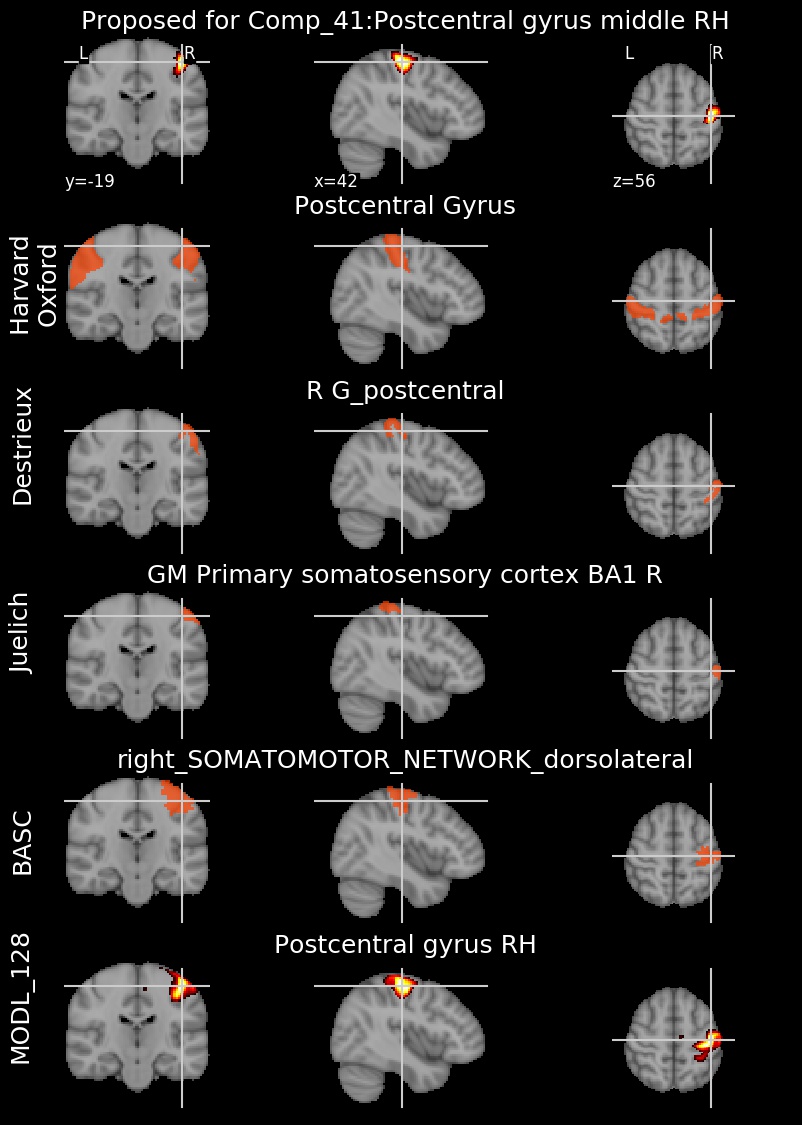 Proposed for Comp_41:Postcentral gyrus middle RH
L R L R
y=-19 x=42 z=56
Postcentral Gyrus
Harvard
Oxford
R G_postcentral
Destrieux
GM Primary somatosensory cortex BA1 R
Juelich
right_SOMATOMOTOR_NETWORK_dorsolateral
BASC
Postcentral gyrus RH
MODL_128